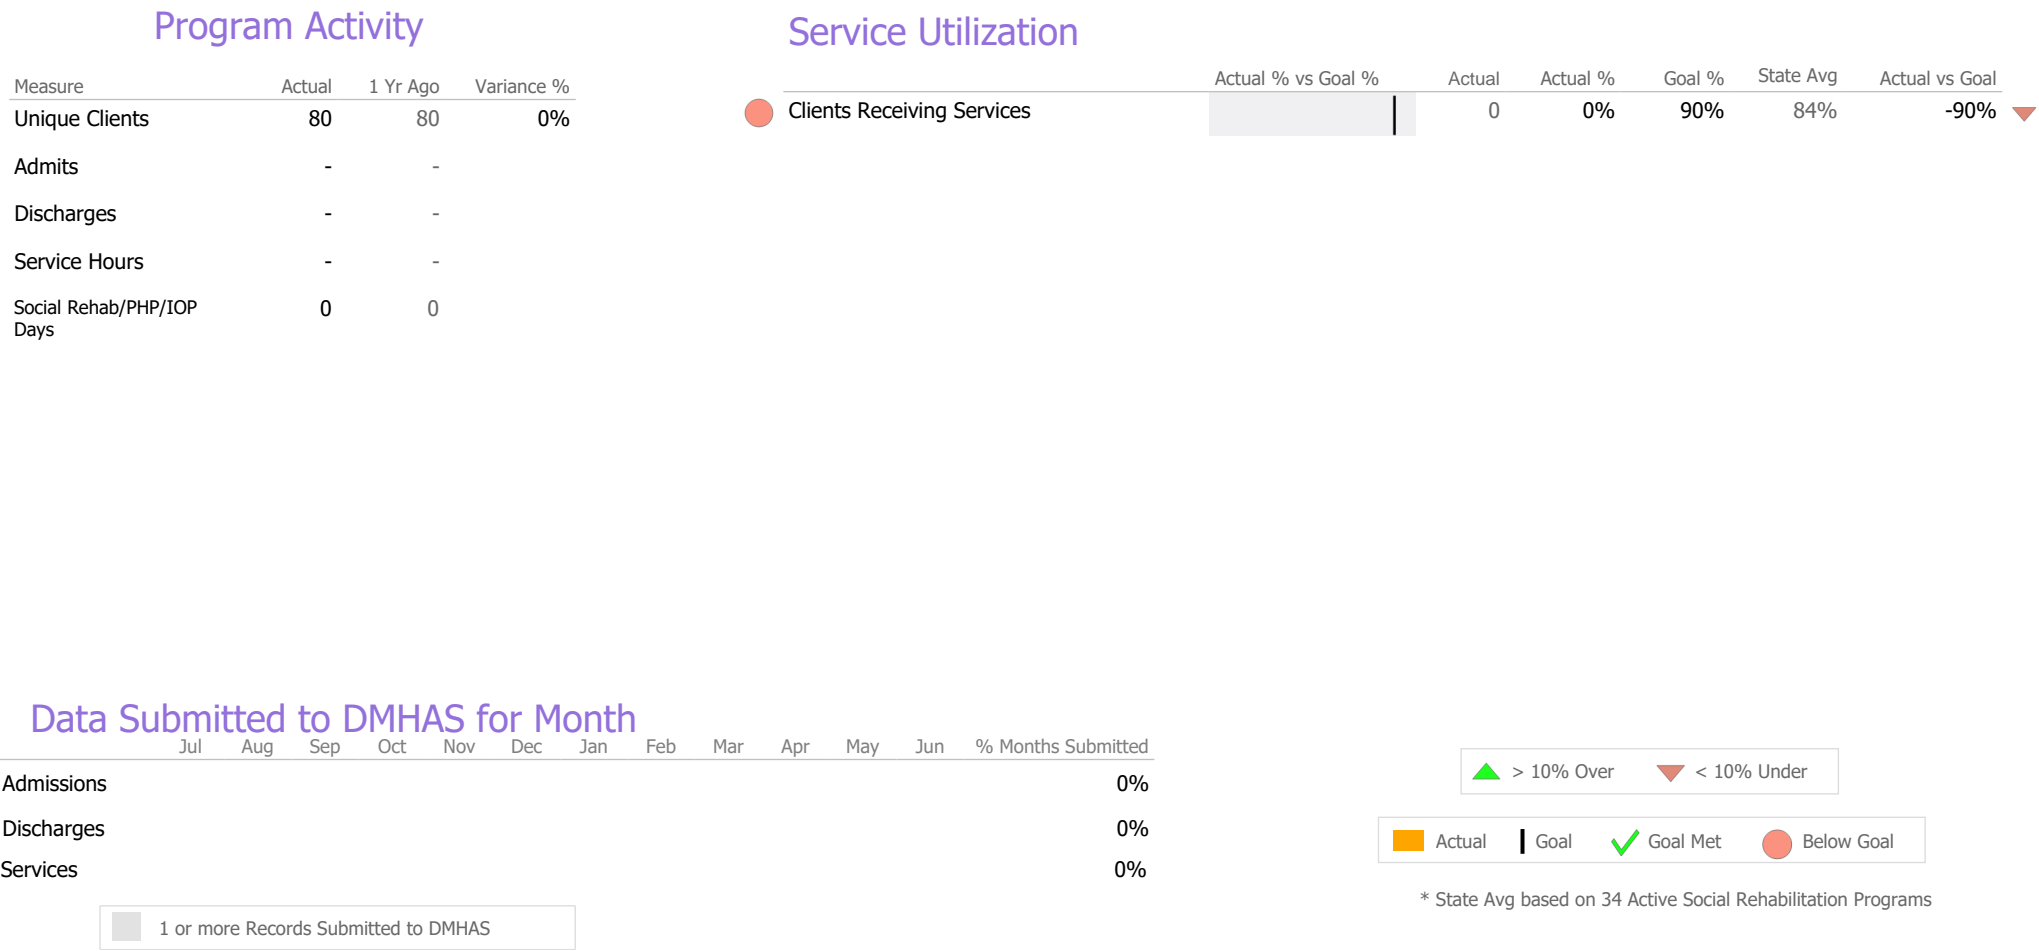 Program Activity
Measure Actual 1 Yr Ago Variance %
Unique Clients 80 80 0%
Admits - -
Discharges - -
Service Hours - -
Social Rehab/PHP/IOP
Days 0 0
Service Utilization
Actual % vs Goal % Actual Actual % Goal % State Avg Actual vs Goal
Clients Receiving Services 0 0% 90% 84% -90%
Data Submitted to DMHAS for Month
Jul Aug Sep Oct Nov Dec Jan Feb Mar Apr May Jun % Months Submitted
Admissions 0%
Discharges 0%
Services 0%
1 or more Records Submitted to DMHAS
> 10% Over < 10% Under
Actual Goal Goal Met Below Goal
* State Avg based on 34 Active Social Rehabilitation Programs